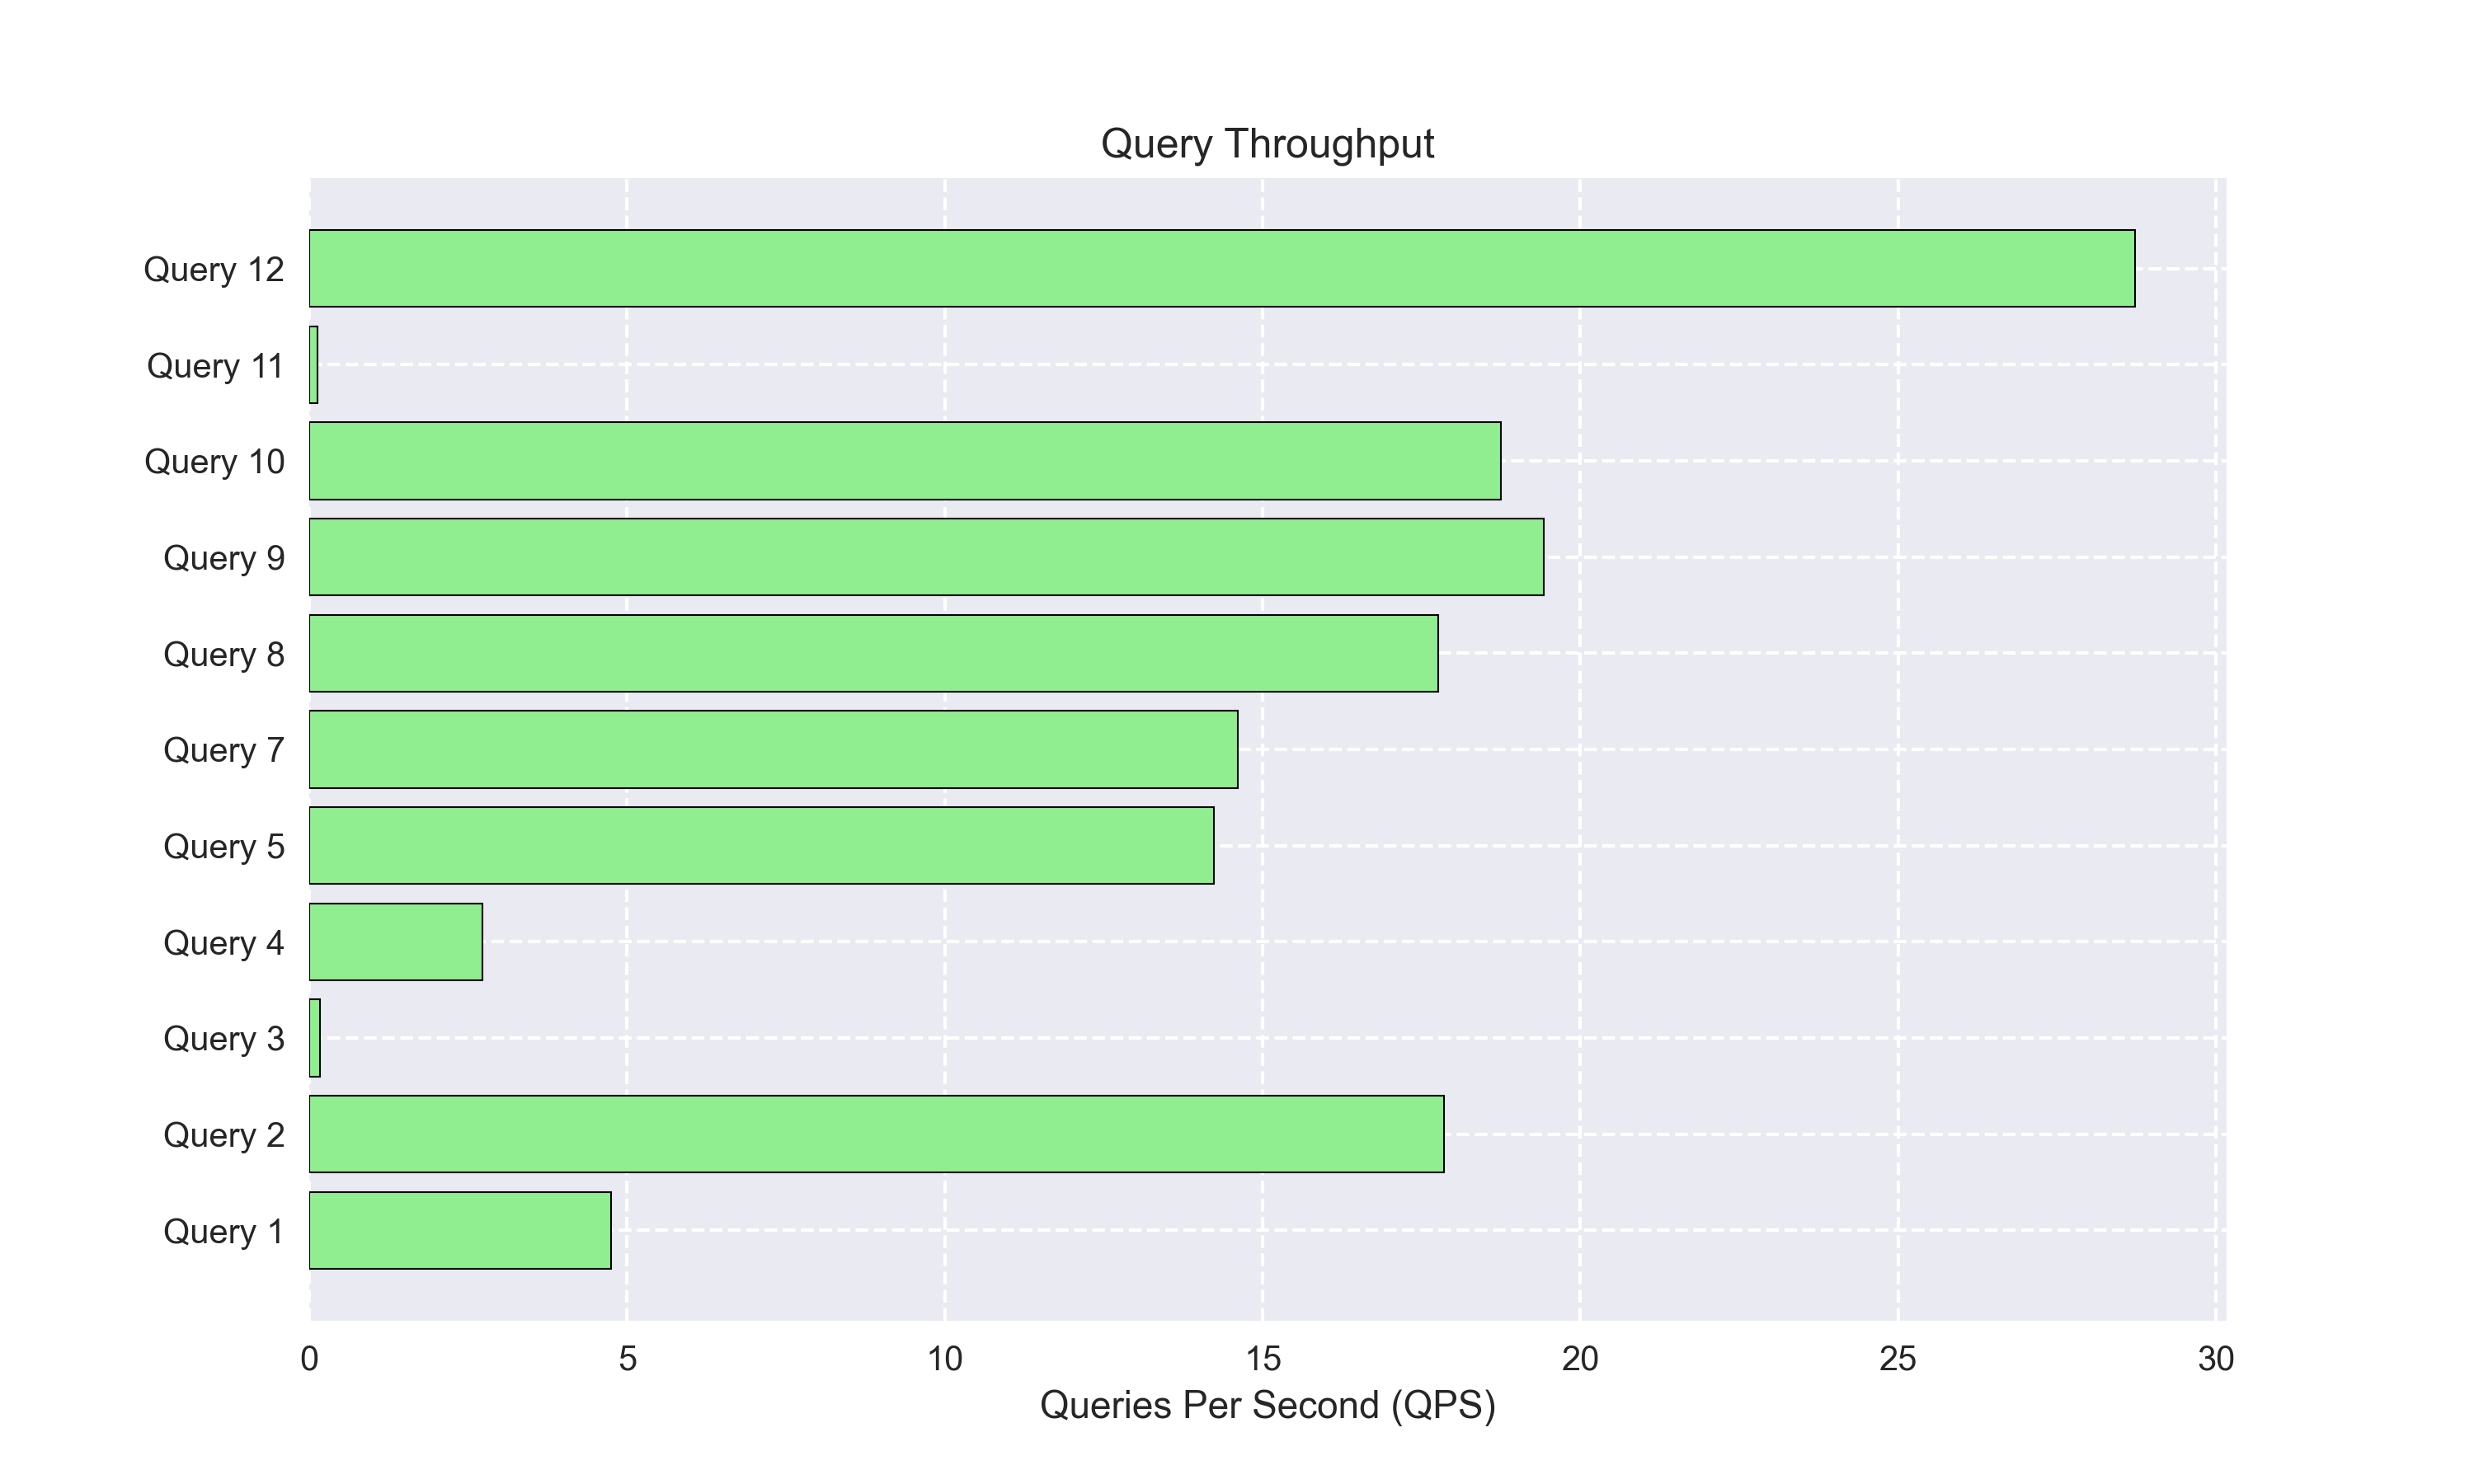 Query Throughput
Query 12
Query 11
Query 10
Query 9
Query 8
Query 7
Query 5
Query 4
Query 3
Query 2
Query 1
0 5 10 15 20 25 30
Queries Per Second (QPS)